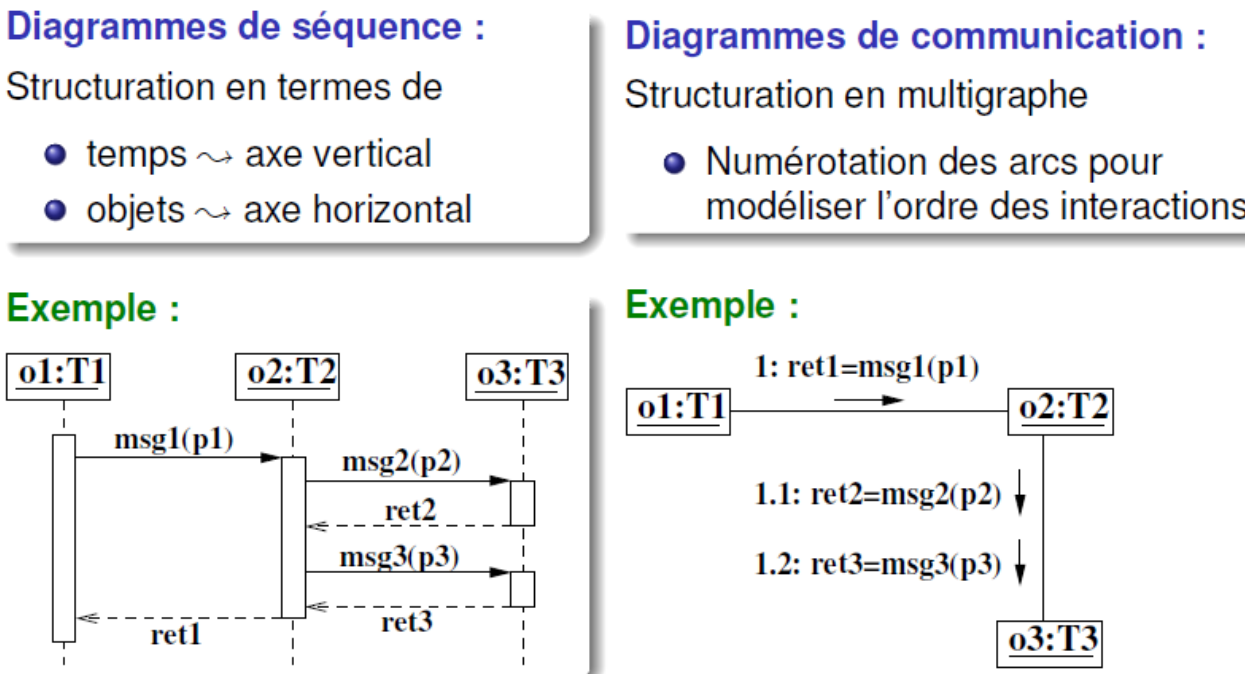 Diagrammes de séquence :
Structuration en termes de
temps ⤳ axe vertical
objets ⤳ axe horizontal
Exemple :
o1:T1 o2:T2 o3:T3
msg1(p1)
msg2(p2)
ret2
msg3(p3)
ret3
ret1
Diagrammes de communication :
Structuration en multigraphe
Numérotation des arcs pour
modéliser l'ordre des interactions
Exemple :
1: ret1=msg1(p1)
o1:T1 o2:T2
1.1: ret2=msg2(p2)
1.2: ret3=msg3(p3)
o3:T3